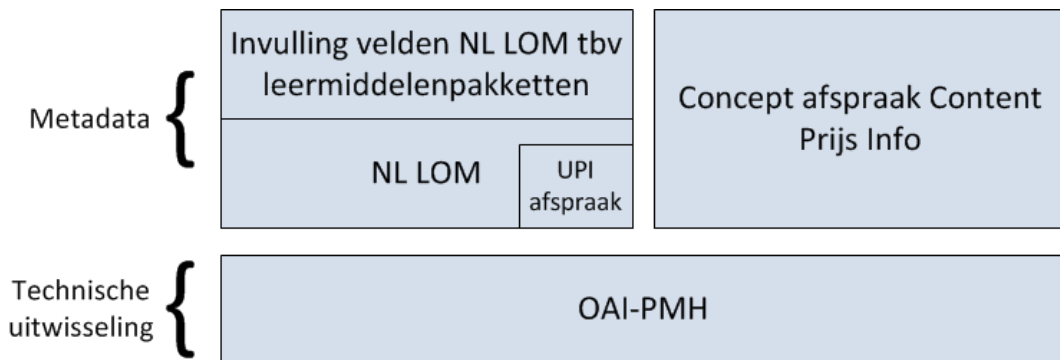 Metadata
Invulling velden NL LOM tbv
leermiddelenpakketten
NL LOM
UPI
afspraak
Concept afspraak Content
Prijs Info
Technische
uitwisseling
OAI-PMH